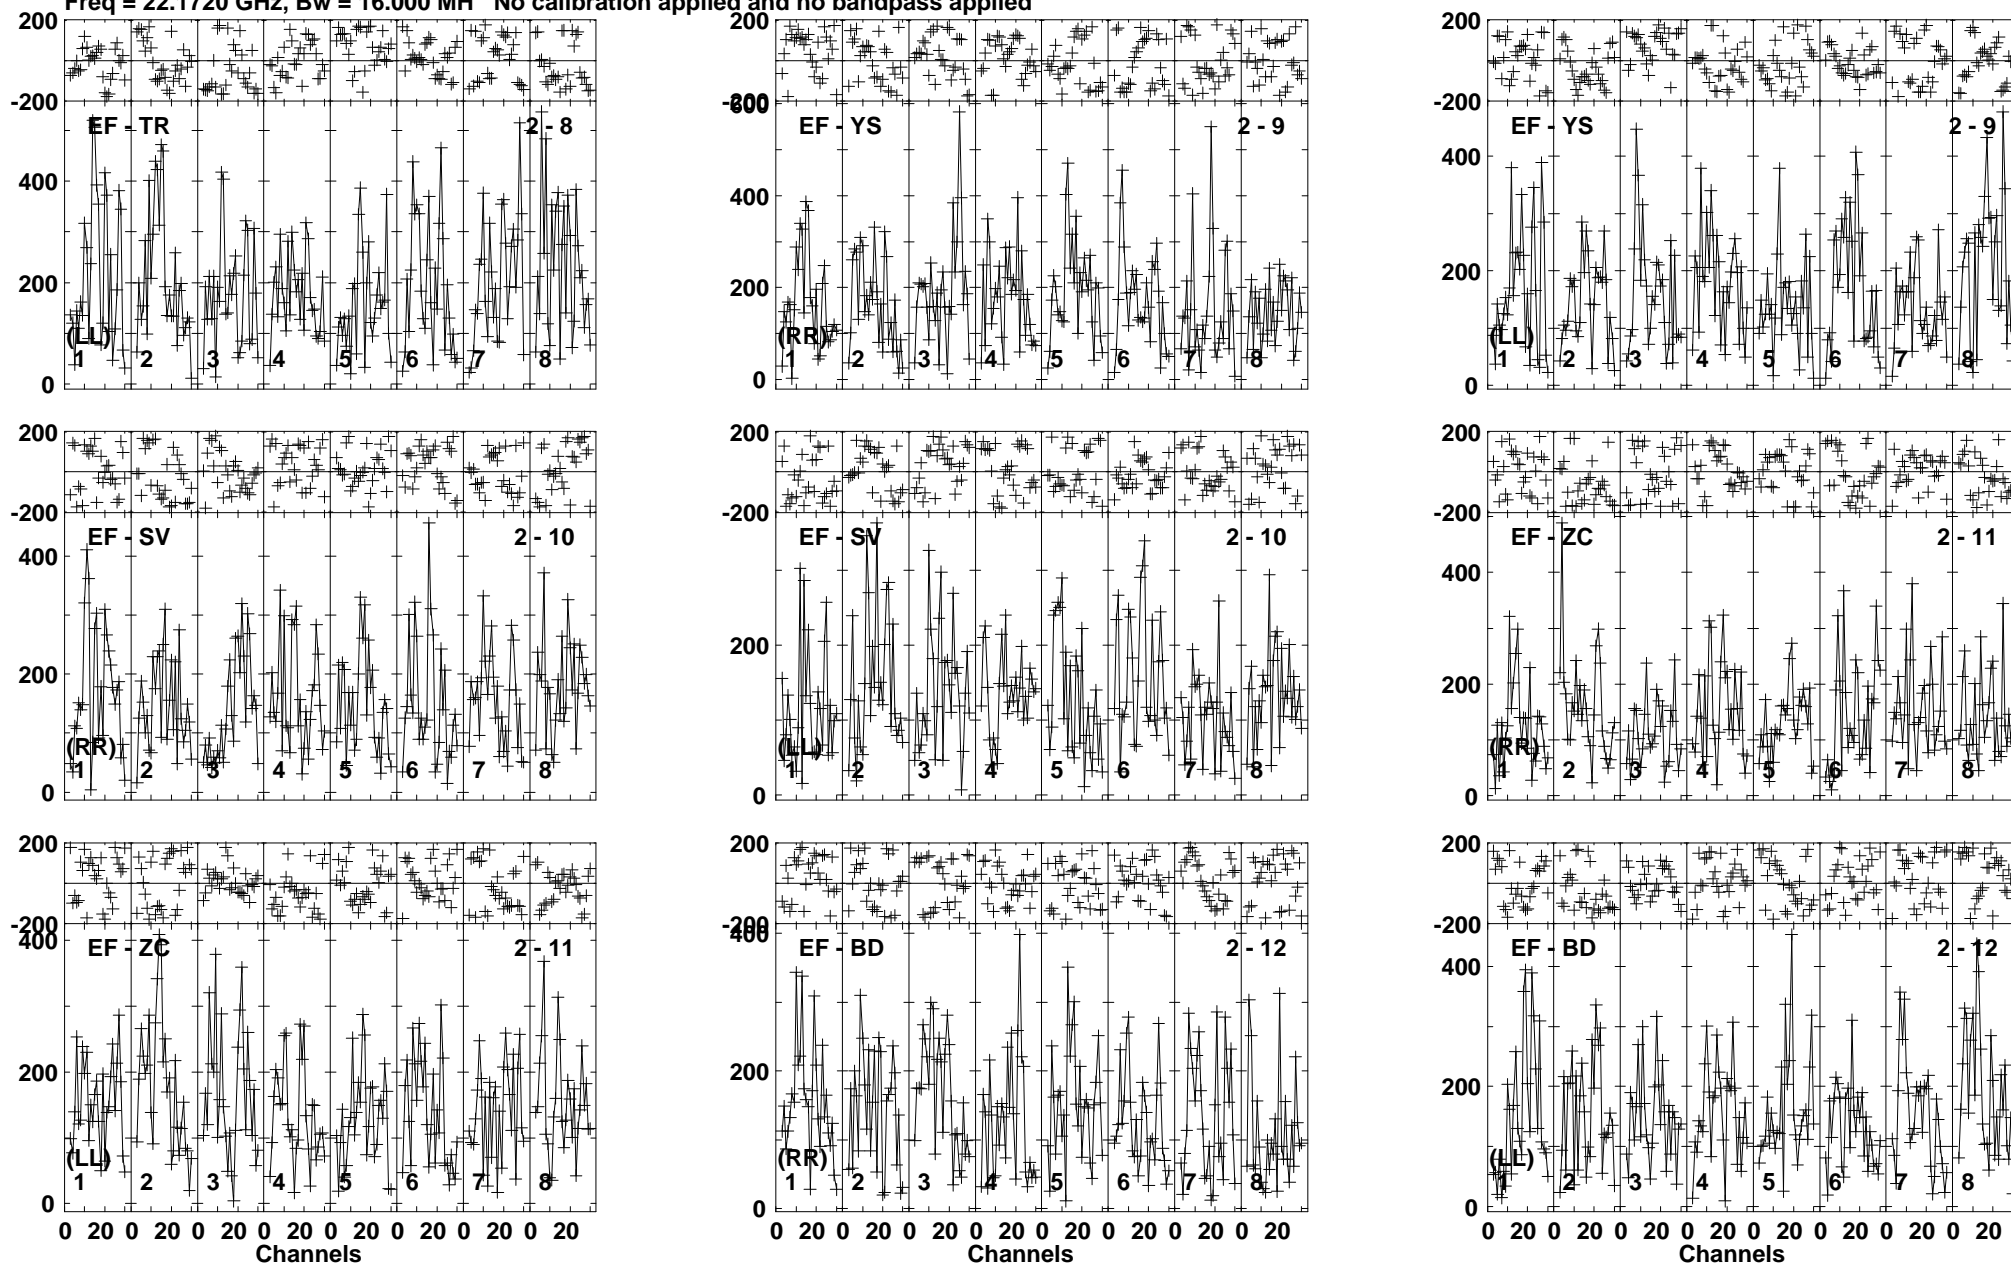 Freq = 22.1720 GHz, Bw = 16.000 MH No calibration applied and no bandpass applied
200 200 200
-200 -200 -200
600
EF - TR 2 - 8 EF - YS 2 - 9 EF - YS 2 - 9
400 400 400
200 200 200
(LL) (RR) (LL)
1 2 3 4 5 6 7 8 1 2 3 4 5 6 7 8 1 2 3 4 5 6 7 8
0 0 0
200 200 200
-200 -200 -200
EF - SV 2 - 10 EF - SV 2 - 10 EF - ZC 2 - 11
400 400
200 200 200
(RR) (LL) (RR)
1 2 3 4 5 6 7 8 1 2 3 4 5 6 7 8 1 2 3 4 5 6 7 8
0 0 0
200 200 200
-200 -200 -200
400 400
EF - ZC 2 - 11 EF - BD 2 - 12 EF - BD 2 - 12
400
200 200 200
(LL) (RR) (LL)
1 2 3 4 5 6 7 8 1 2 3 4 5 6 7 8 1 2 3 4 5 6 7 8
0 0 0
0 20 0 20 0 20 0 20 0 20 0 20 0 20 0 20 0 20 0 20 0 20 0 20 0 20 0 20 0 20 0 20 0 20 0 20 0 20 0 20 0 20 0 20 0 20 0 20
Channels Channels Channels